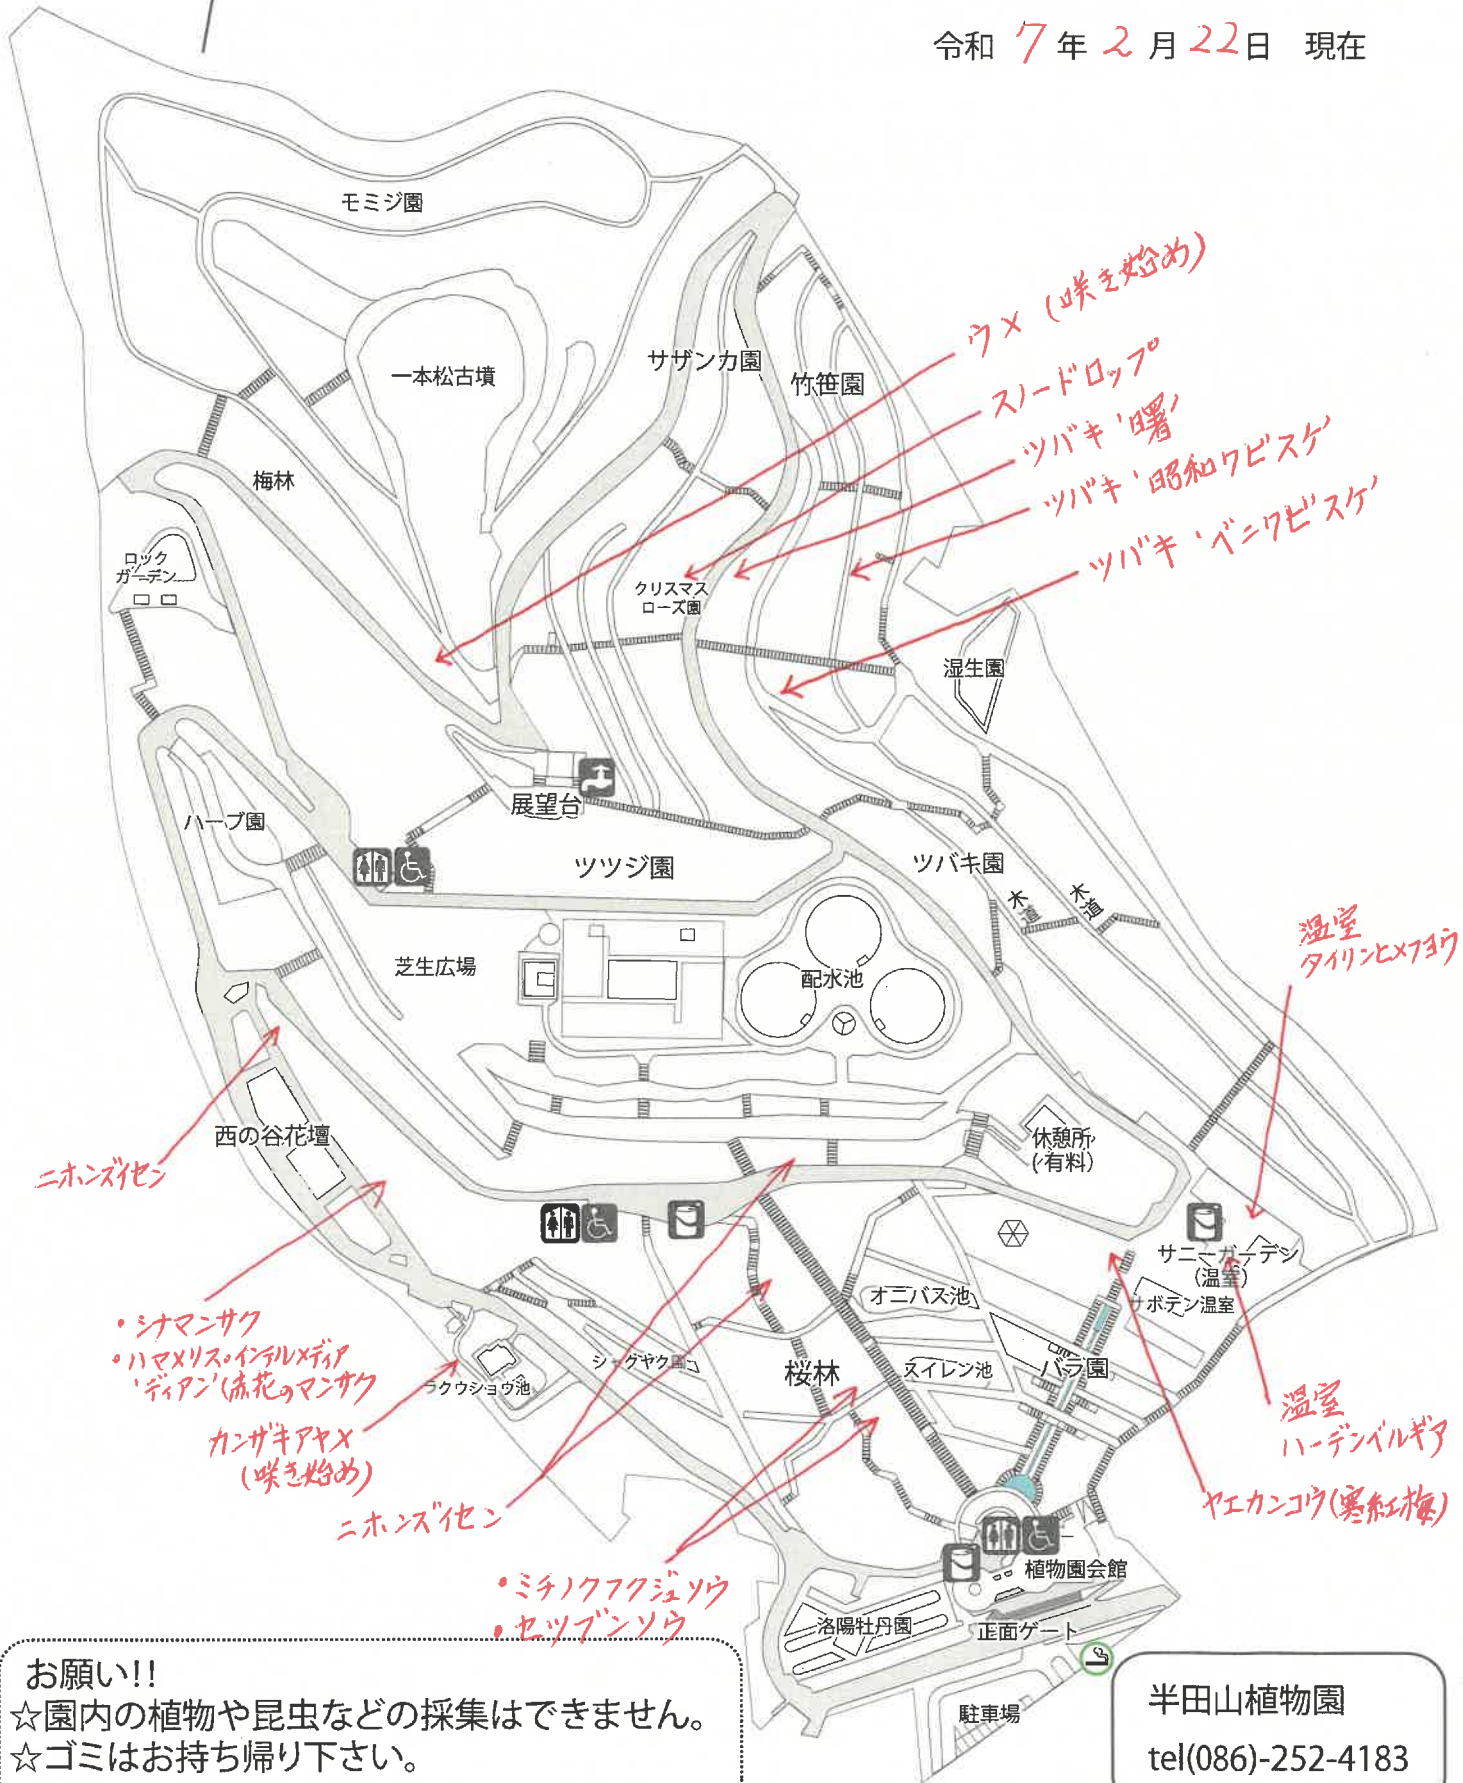 令和 7 年 2 月 22 日 現在
モミジ園
ウメ (咲き始め)
サザンカ園
一本松古墳
竹笹園
スノードロップ
ツバキ '曙'
梅林
ツバキ '昭和ワビスケ'
ツバキ 'ベニワビスケ'
ロック
ガーデン
クリスマス
ローズ園
湿生園
展望台
ハーブ園
ツツジ園
ツバキ園
木道
木道
温室
タイリンヒメフヨウ
芝生広場
配水池
西の谷花壇
休憩所
(有料)
ニホンズイセン
サニーガーデン
(温室)
オニバス池
サボテン温室
・シナマンサク
・ハマメリス・インテルメディア
'ディアン'(赤花のマンサク
シャクヤク園
桜林
スイレン池
バラ園
ラクウショウ池
カンザキアヤメ
(咲き始め)
温室
ハーデンベルギア
ヤエカンコウ(寒紅梅)
ニホンズイセン
植物園会館
・ミチノクフクジュソウ
・セツブンソウ
洛陽牡丹園
正面ゲート
駐車場
お願い!!
☆園内の植物や昆虫などの採集はできません。
☆ゴミはお持ち帰り下さい。
半田山植物園
tel(086)-252-4183